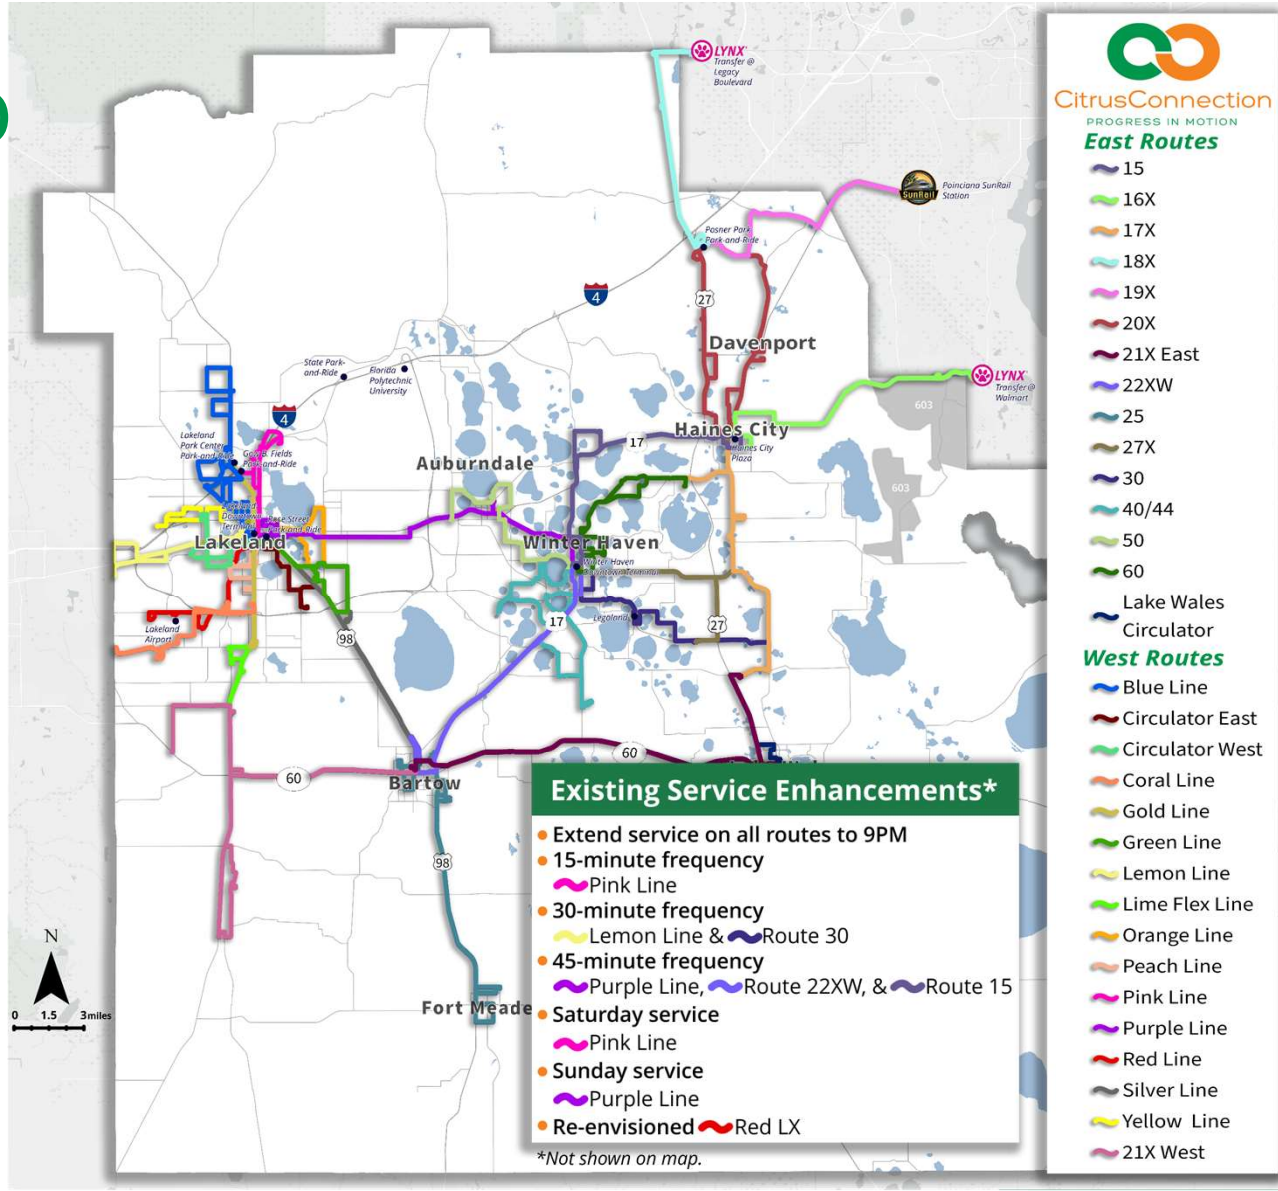 LYNX
Transfer @
Legacy
Boulevard
SunRail
Poinciana SunRail
Station
Posner Park
Park-and-Ride
4
27
Davenport
State Park-
and-Ride
Florida
Polytechnic
University
LYNX
Transfer @
Walmart
603
4
Lakeland
Park Center
Park-and-Ride
Park-and-Ride
17
Haines City
Haines City
Plaza
Auburndale
603
Lakeland
Winter Haven
Winter Haven
Downtown Terminal
Lakeland
Airport
98
17
Legoland
27
60
60
Bartow
98
Fort Meade
N
0 1.5 3miles
Existing Service Enhancements*
• Extend service on all routes to 9PM
• 15-minute frequency
Pink Line
• 30-minute frequency
Lemon Line & Route 30
• 45-minute frequency
Purple Line, Route 22XW, & Route 15
• Saturday service
Pink Line
• Sunday service
Purple Line
• Re-envisioned Red LX
*Not shown on map.
CitrusConnection
PROGRESS IN MOTION
East Routes
15
16X
17X
18X
19X
20X
21X East
22XW
25
27X
30
40/44
50
60
Lake Wales
Circulator
West Routes
Blue Line
Circulator East
Circulator West
Coral Line
Gold Line
Green Line
Lemon Line
Lime Flex Line
Orange Line
Peach Line
Pink Line
Purple Line
Red Line
Silver Line
Yellow Line
21X West